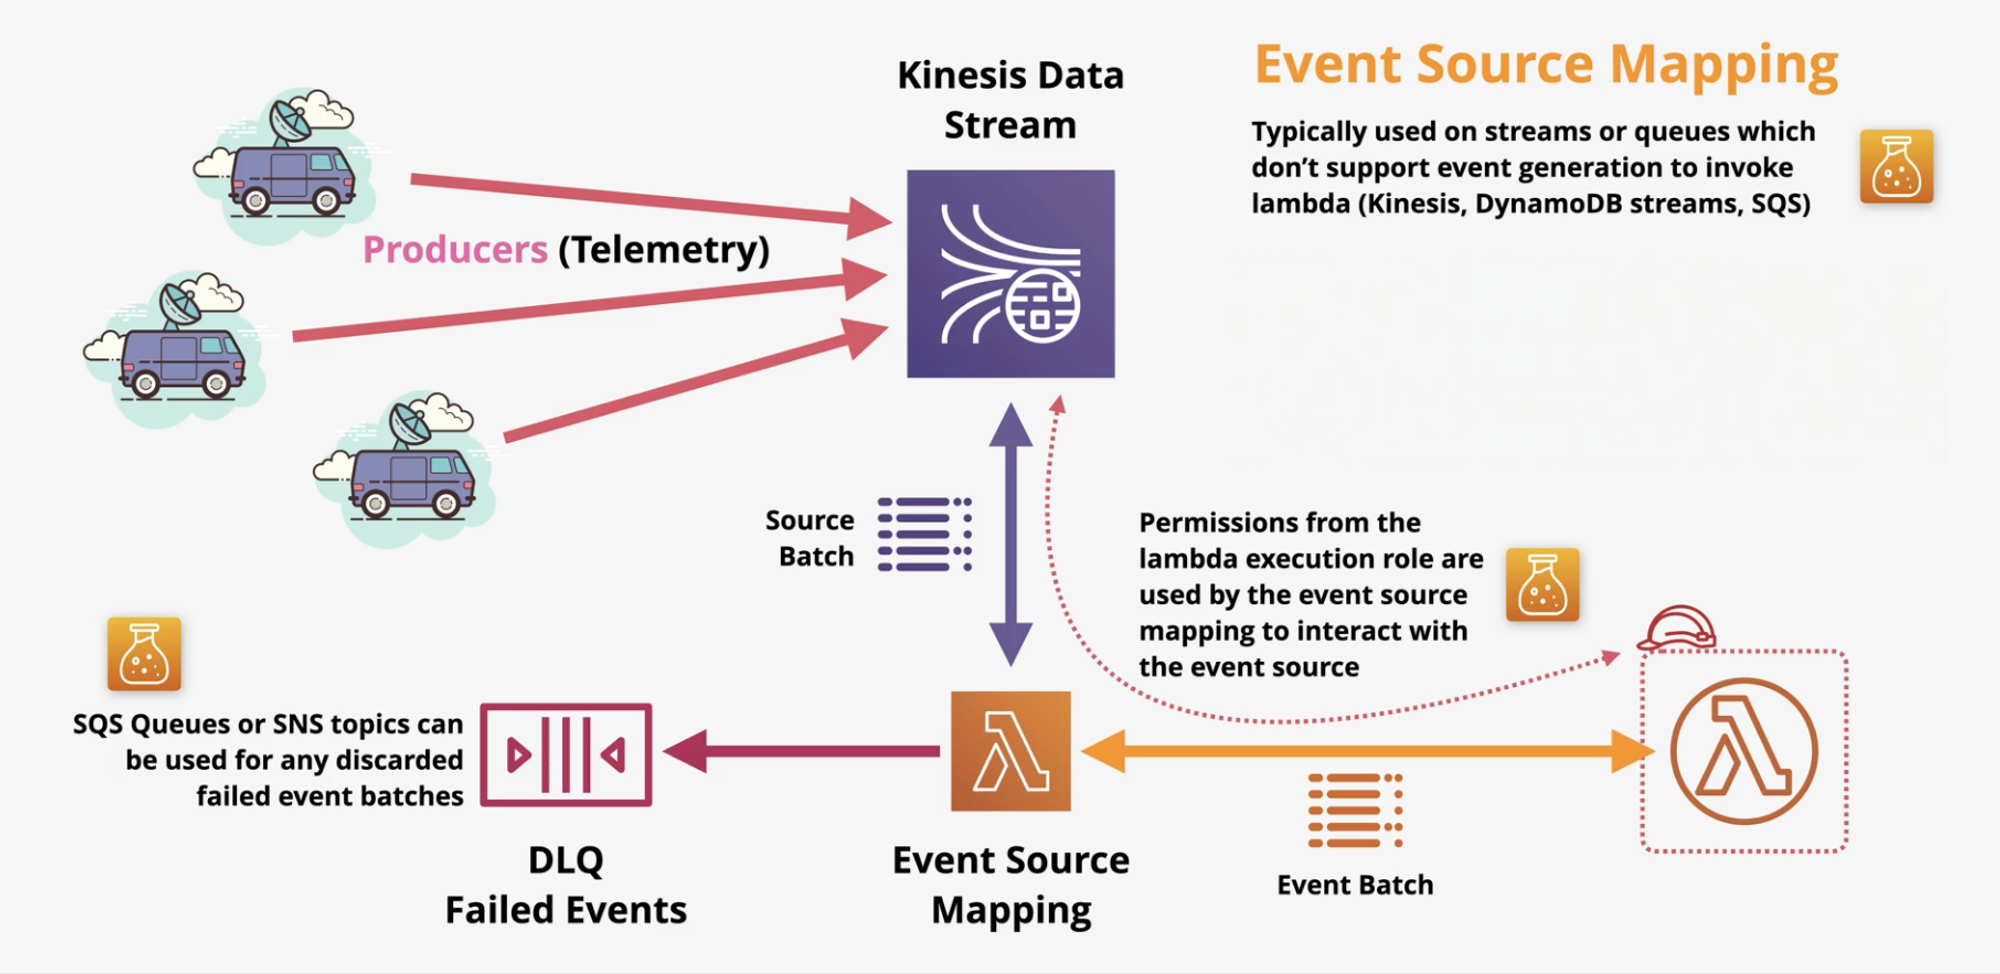 Event Source Mapping
Typically used on streams or queues which
don’t support event generation to invoke
lambda (Kinesis, DynamoDB streams, SQS)
Kinesis Data
Stream
Producers (Telemetry)
Source
Batch
Permissions from the
lambda execution role are
used by the event source
mapping to interact with
the event source
SQS Queues or SNS topics can
be used for any discarded
failed event batches
DLQ
Failed Events
Event Source
Mapping
Event Batch